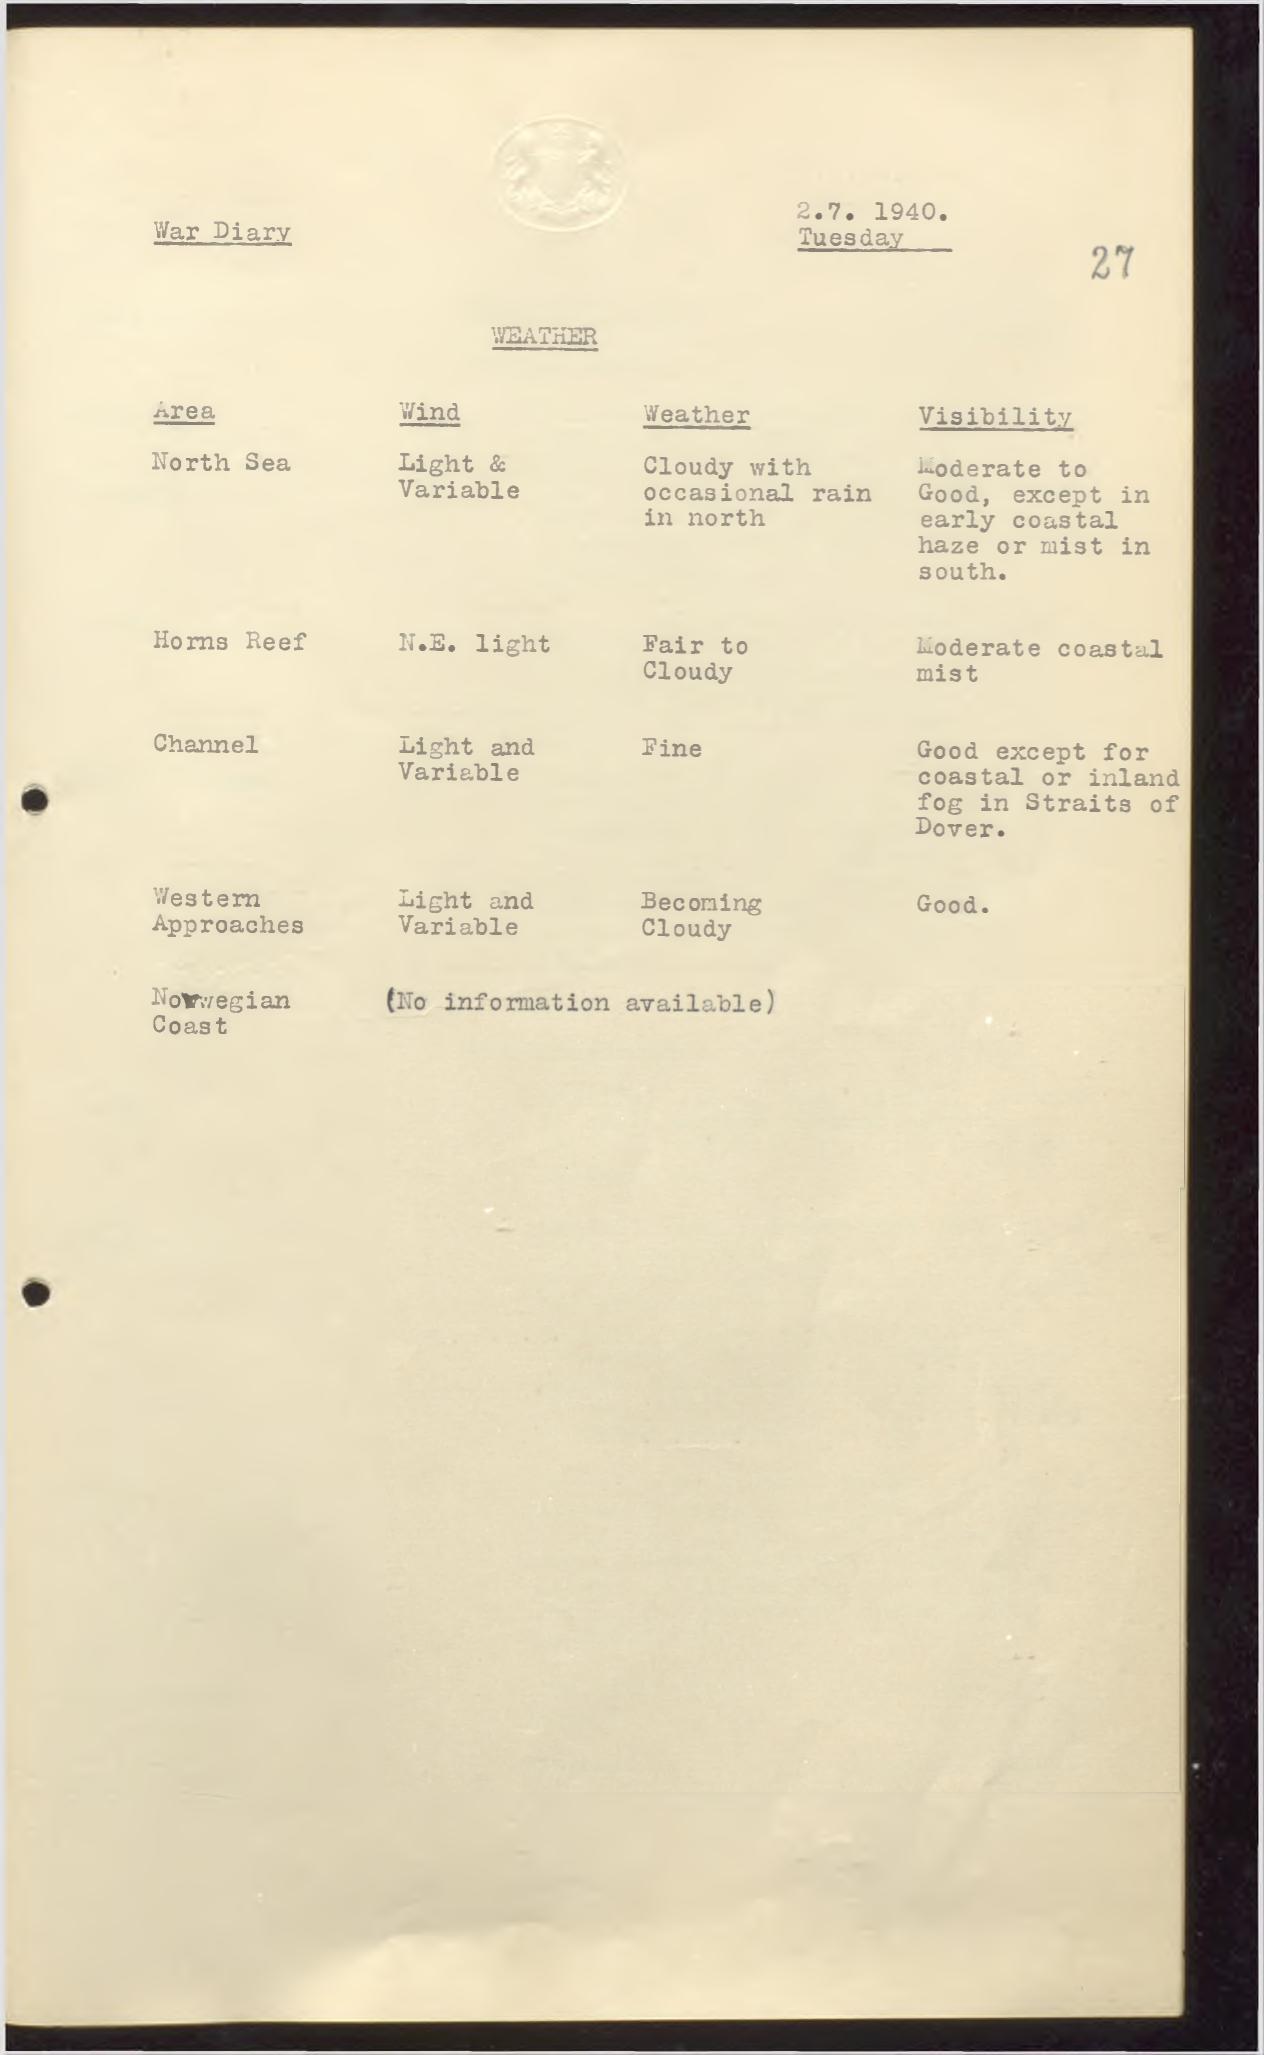 War Diary
2.7. 1940.
Tuesday
27
WEATHER
Area Wind Weather Visibility
North Sea Light & Cloudy with Moderate to
Variable occasional rain Good, except in
in north early coastal
haze or mist in
south.
Horns Reef N.E. light Fair to Moderate coastal
Cloudy mist
Channel Light and Fine Good except for
Variable coastal or inland
fog in Straits of
Dover.
Western Light and Becoming Good.
Approaches Variable Cloudy
Norwegian (No information available)
Coast